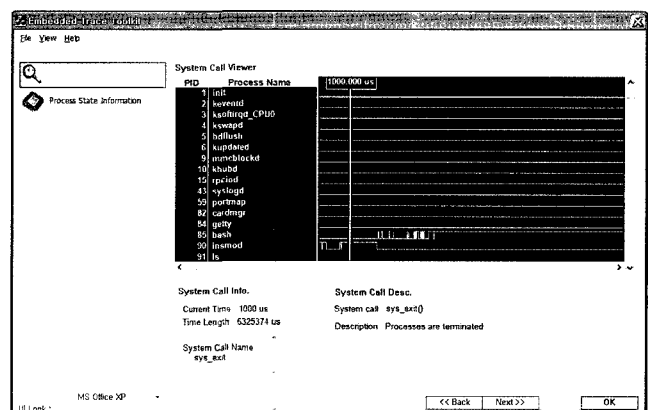 Embedded Trace Toolkit
File View Help
System Call Viewer
PID Process Name
1000.000 us
1 init
2 keventd
3 ksoftirqd_CPU0
4 kswapd
5 bdflush
6 kupdated
9 mmcblockd
10 khubd
15 rpciod
43 syslogd
59 portmap
82 cardmgr
84 getty
85 bash
90 insmod
91 ls
Process State Information
System Call Info.
System Call Desc.
Current Time 1000 us
System call sys_exit()
Time Length 6325374 us
Description Processes are terminated
System Call Name
sys_exit
MS Office XP
<< Back Next >> OK